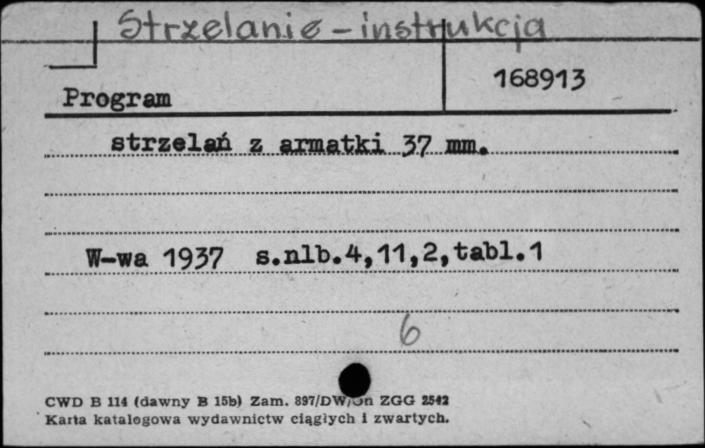 Strzelanie - instrukcja
168913
Program
strzelań z armatki 37 mm.
W-wa 1937 s.nlb.4,11,2,tabl.1
6
CWD B 114 (dawny B 15b) Zam. 897/DW/ ZGG 2542
Karta katalogowa wydawnictw ciągłych i zwartych.